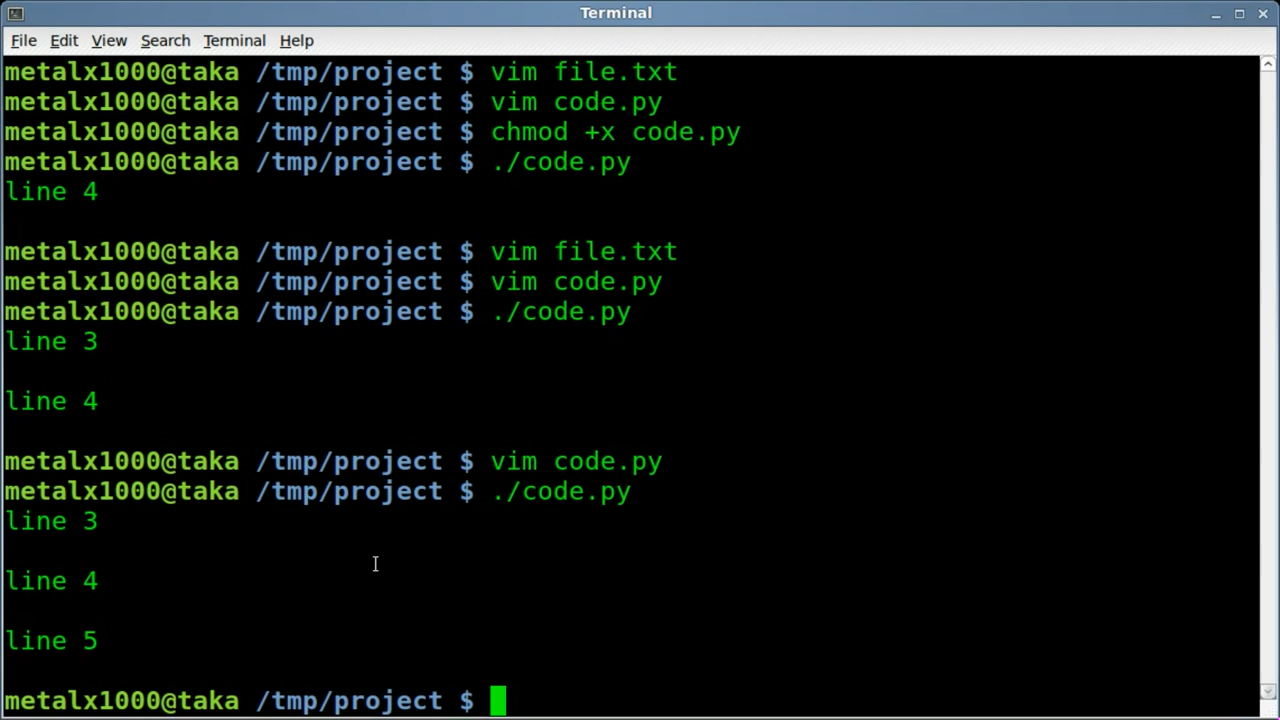 Terminal
File Edit View Search Terminal Help
metalx1000@taka /tmp/project $ vim file.txt
metalx1000@taka /tmp/project $ vim code.py
metalx1000@taka /tmp/project $ chmod +x code.py
metalx1000@taka /tmp/project $ ./code.py
line 4
metalx1000@taka /tmp/project $ vim file.txt
metalx1000@taka /tmp/project $ vim code.py
metalx1000@taka /tmp/project $ ./code.py
line 3
line 4
metalx1000@taka /tmp/project $ vim code.py
metalx1000@taka /tmp/project $ ./code.py
line 3
line 4
line 5
metalx1000@taka /tmp/project $